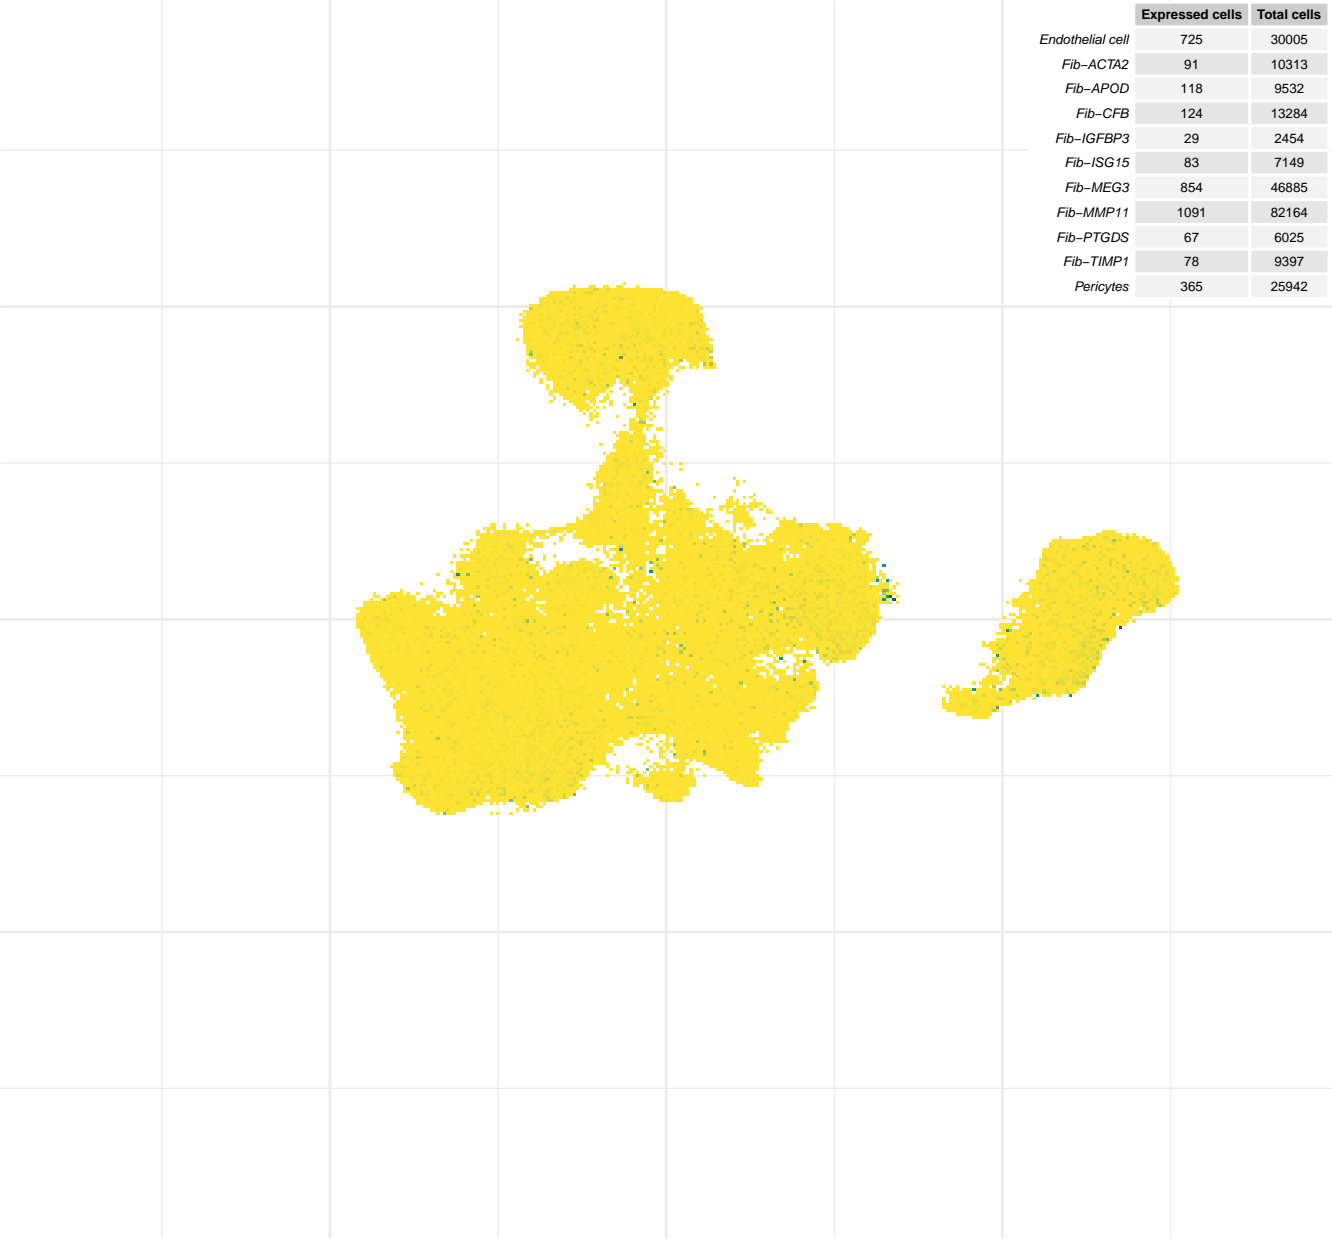 Expressed cells Total cells
Endothelial cell 725 30005
Fib−ACTA2 91 10313
Fib−APOD 118 9532
Fib−CFB 124 13284
Fib−IGFBP3 29 2454
Fib−ISG15 83 7149
Fib−MEG3 854 46885
Fib−MMP11 1091 82164
Fib−PTGDS 67 6025
Fib−TIMP1 78 9397
Pericytes 365 25942